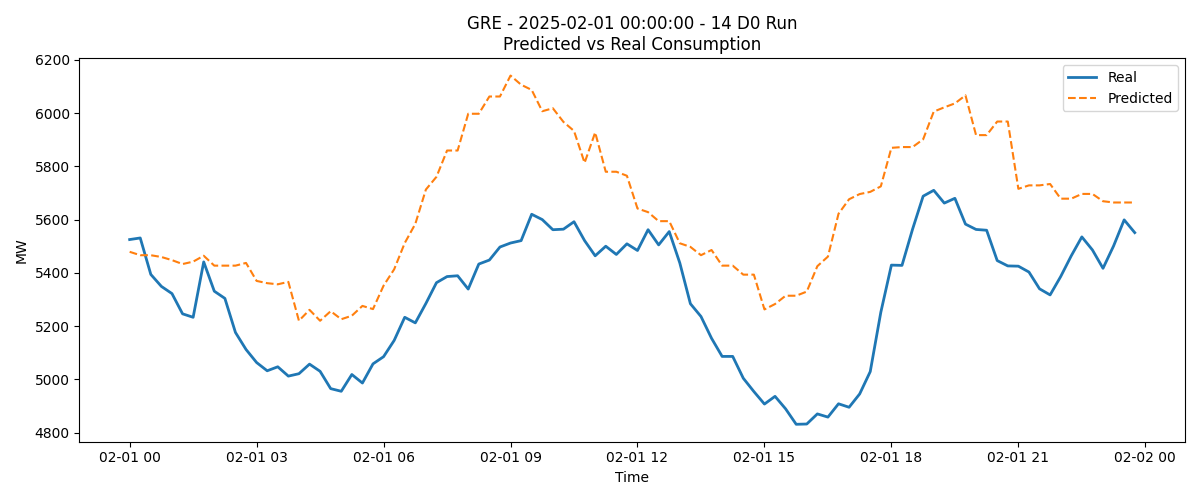 GRE - 2025-02-01 00:00:00 - 14 D0 Run
Predicted vs Real Consumption
6200
6000
5800
5600
5400
5200
5000
4800
MW
Real
Predicted
02-01 00
02-01 03
02-01 06
02-01 09
02-01 12
02-01 15
02-01 18
02-01 21
02-02 00
Time